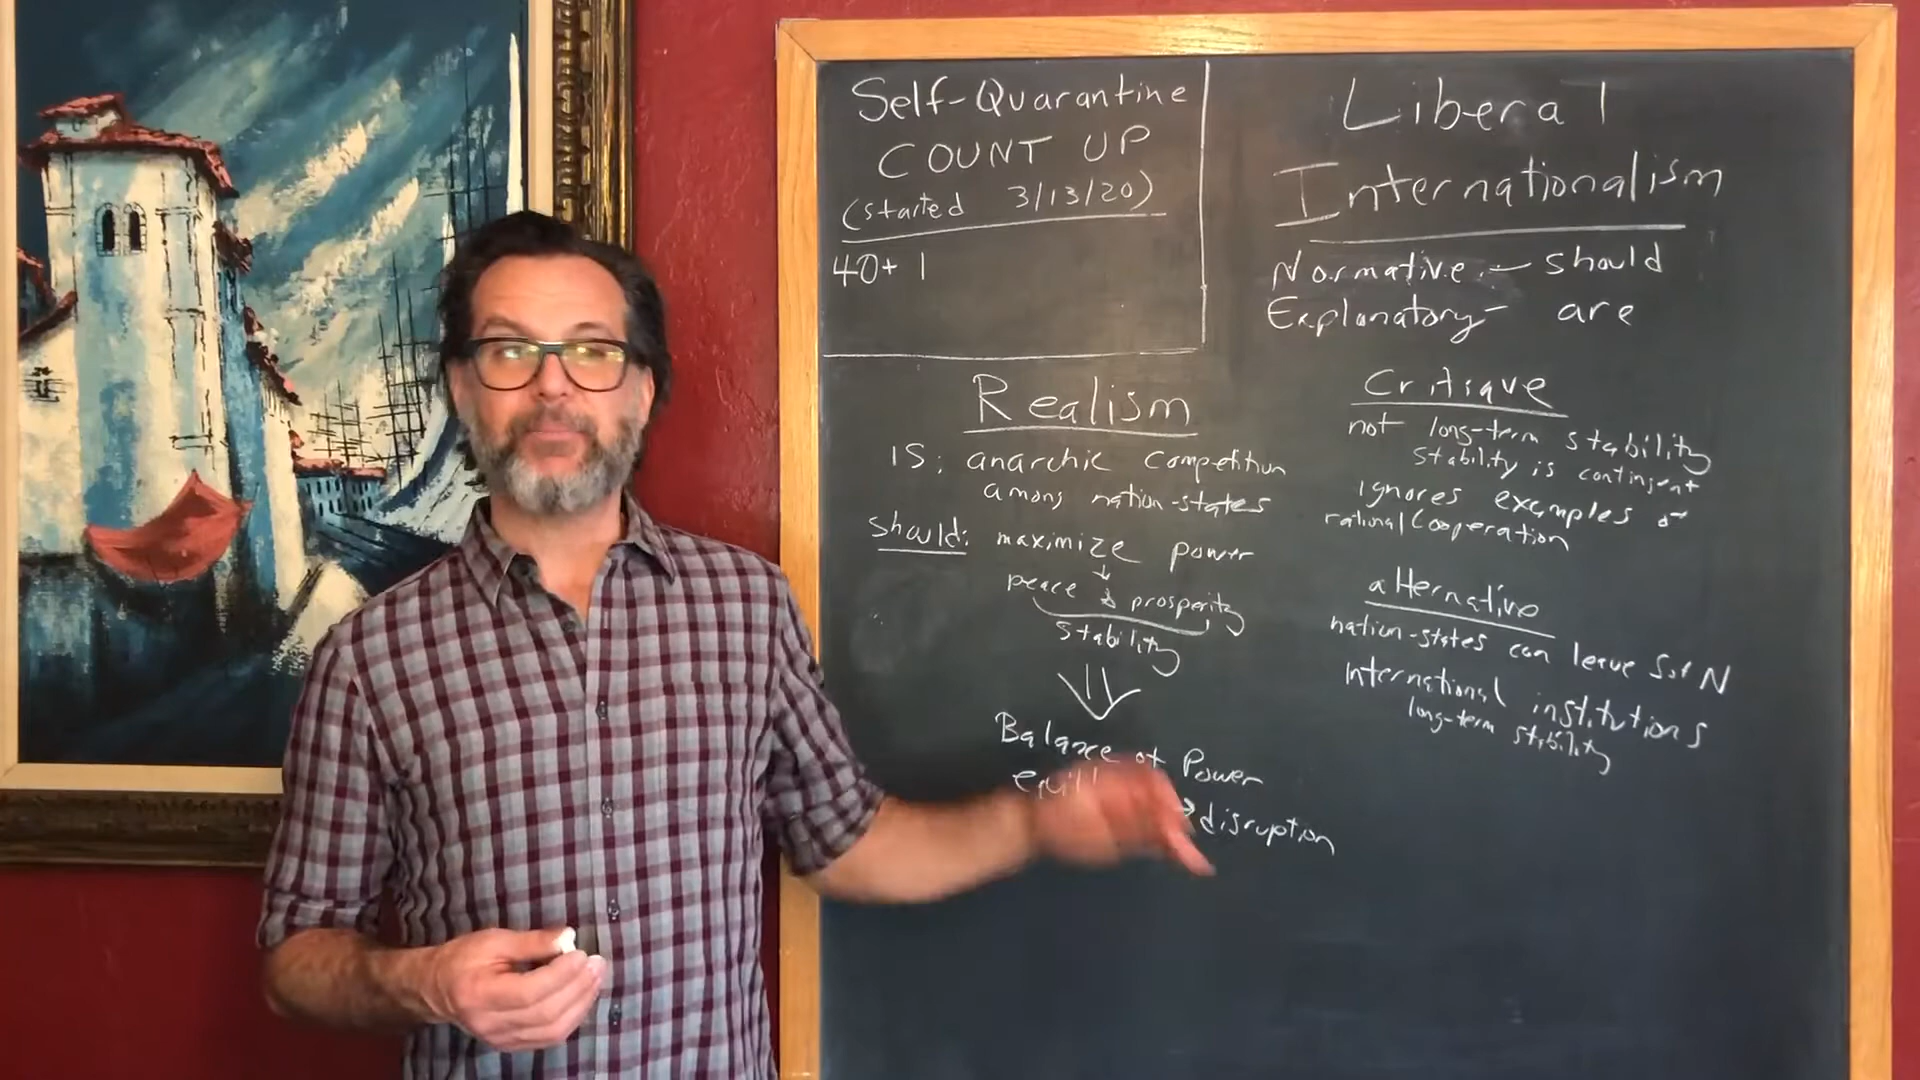 Self-Quarantine
COUNT UP
(started 3/13/20)
40+ 1
Realism
IS: anarchic competition
among nation-states
Should: maximize power
peace & prosperity
stability
Balance of Power
disruption
Liberal
Internationalism
Normative - should
Explanatory - are
Critique
not long-term stability
stability is contingent
ignores examples of
rational cooperation
alternative
nation-states can leave S of N
International institutions
long-term stability